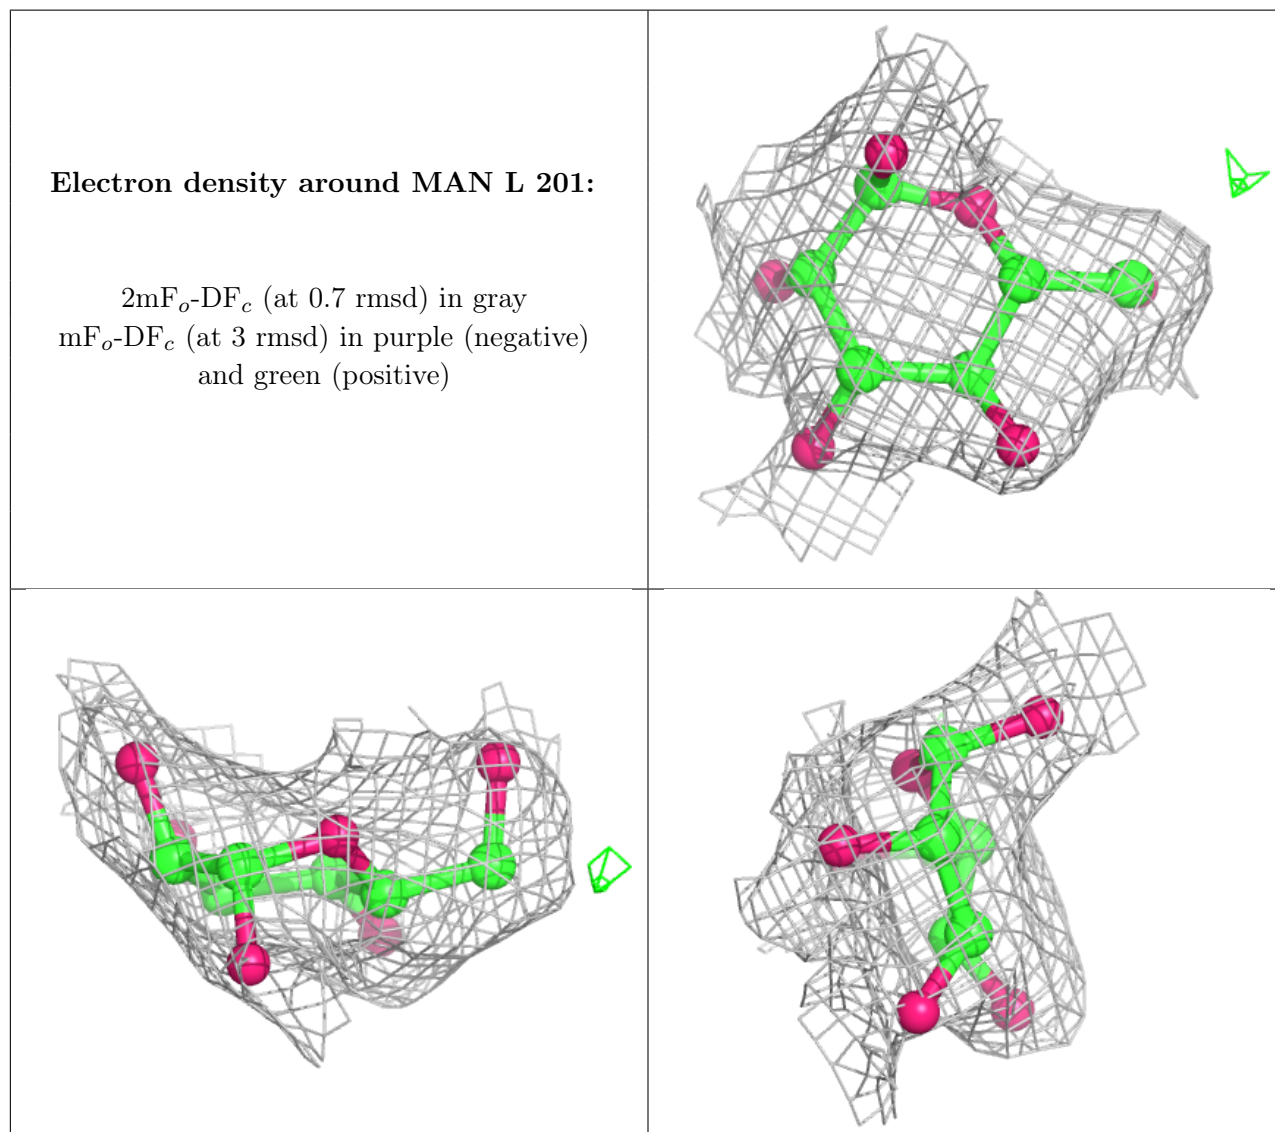 Electron density around MAN L 201:
2mFo-DFc (at 0.7 rmsd) in gray
mFo-DFc (at 3 rmsd) in purple (negative)
and green (positive)